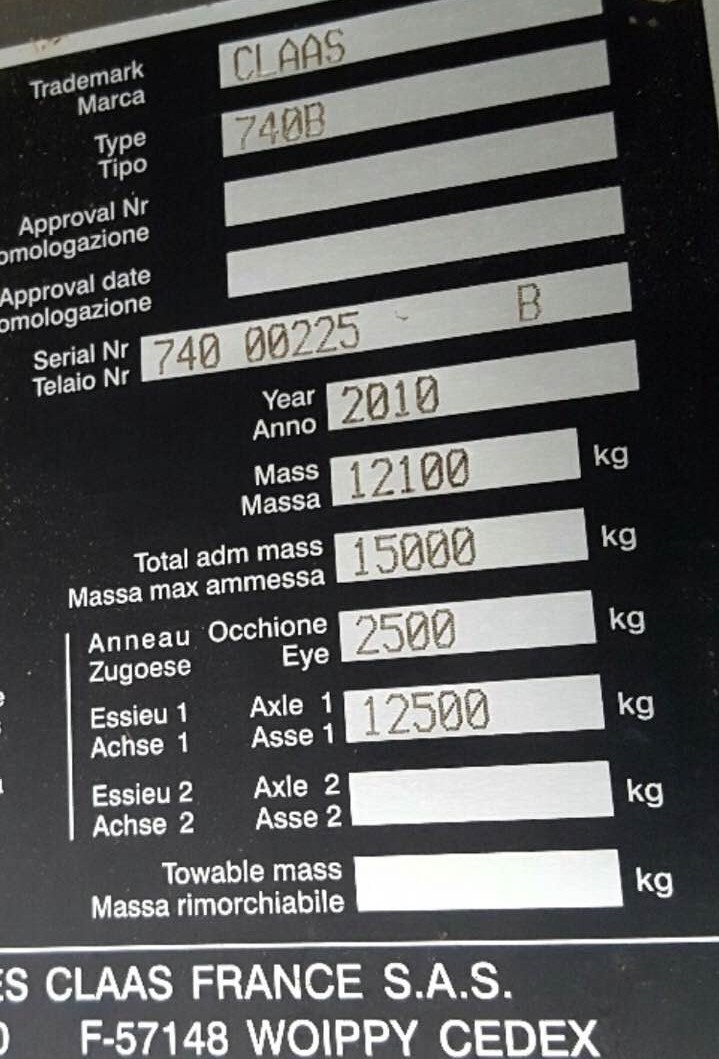 Trademark CLAAS
Marca
Type 740B
Tipo
Approval Nr
omologazione
Approval date
omologazione
Serial Nr 740 00225 B
Telaio Nr
Year 2010
Anno
Mass 12100 kg
Massa
Total adm mass 15000 kg
Massa max ammessa
Anneau Occhione 2500 kg
Zugoese Eye
Essieu 1 Axle 1 12500 kg
Achse 1 Asse 1
Essieu 2 Axle 2 kg
Achse 2 Asse 2
Towable mass kg
Massa rimorchiabile
ES CLAAS FRANCE S.A.S.
F-57148 WOIPPY CEDEX